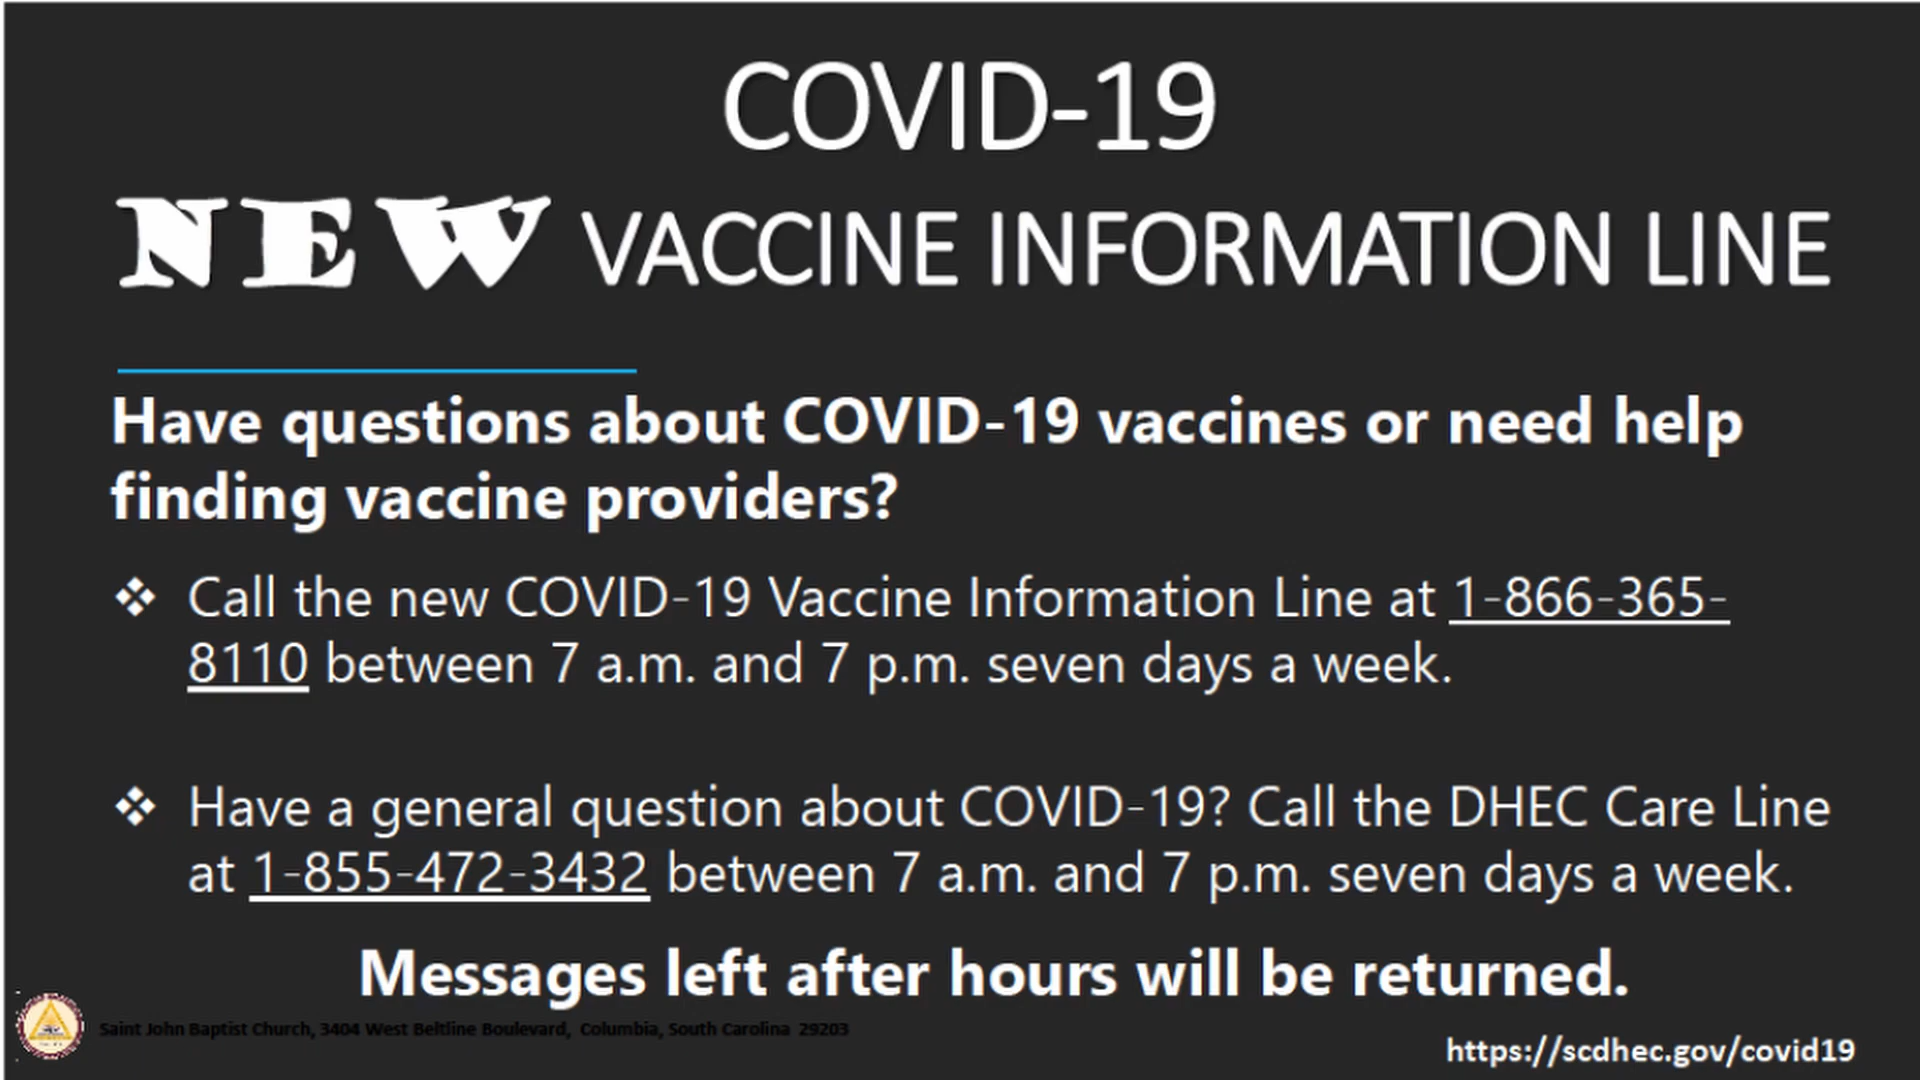 COVID-19
NEW VACCINE INFORMATION LINE
Have questions about COVID-19 vaccines or need help
finding vaccine providers?
❖ Call the new COVID-19 Vaccine Information Line at 1-866-365-
8110 between 7 a.m. and 7 p.m. seven days a week.
❖ Have a general question about COVID-19? Call the DHEC Care Line
at 1-855-472-3432 between 7 a.m. and 7 p.m. seven days a week.
Messages left after hours will be returned.
Saint John Baptist Church, 3404 West Beltline Boulevard, Columbia, South Carolina 29203
https://scdhec.gov/covid19